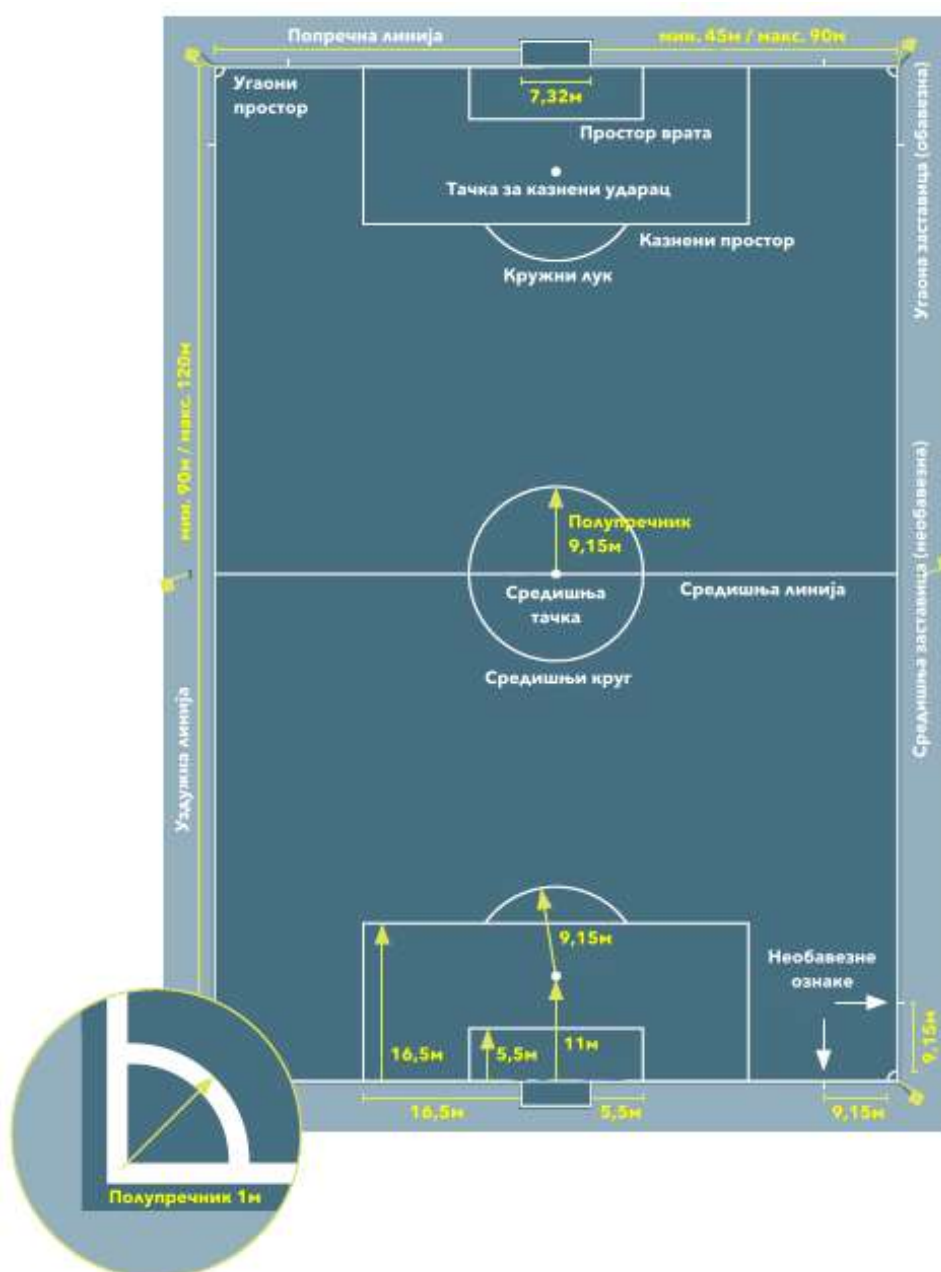 Попречна линија
мин. 45м / макс. 90м
Угаони
простор
7,32м
Простор врата
Тачка за казнени ударац
Казнени простор
Кружни лук
Угаона заставица (обавезна)
мин. 90м / макс. 120м
Полупречник
9,15м
Средишња
тачка
Средишња линија
Средишњи круг
Средишња заставица (необавезна)
Уздужна линија
9,15м
Необавезне
ознаке
16,5м
5,5м
11м
9,15м
16,5м
5,5м
9,15м
Полупречник 1м